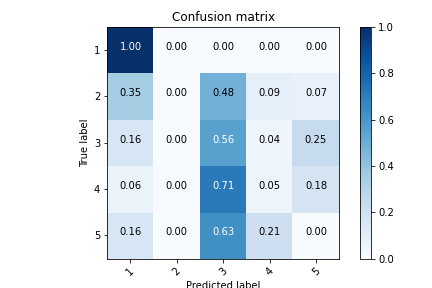 Confusion matrix
1 1.00 0.00 0.00 0.00 0.00
2 0.35 0.00 0.48 0.09 0.07
3 0.16 0.00 0.56 0.04 0.25
4 0.06 0.00 0.71 0.05 0.18
5 0.16 0.00 0.63 0.21 0.00
1 2 3 4 5
True label
Predicted label
1.0
0.8
0.6
0.4
0.2
0.0